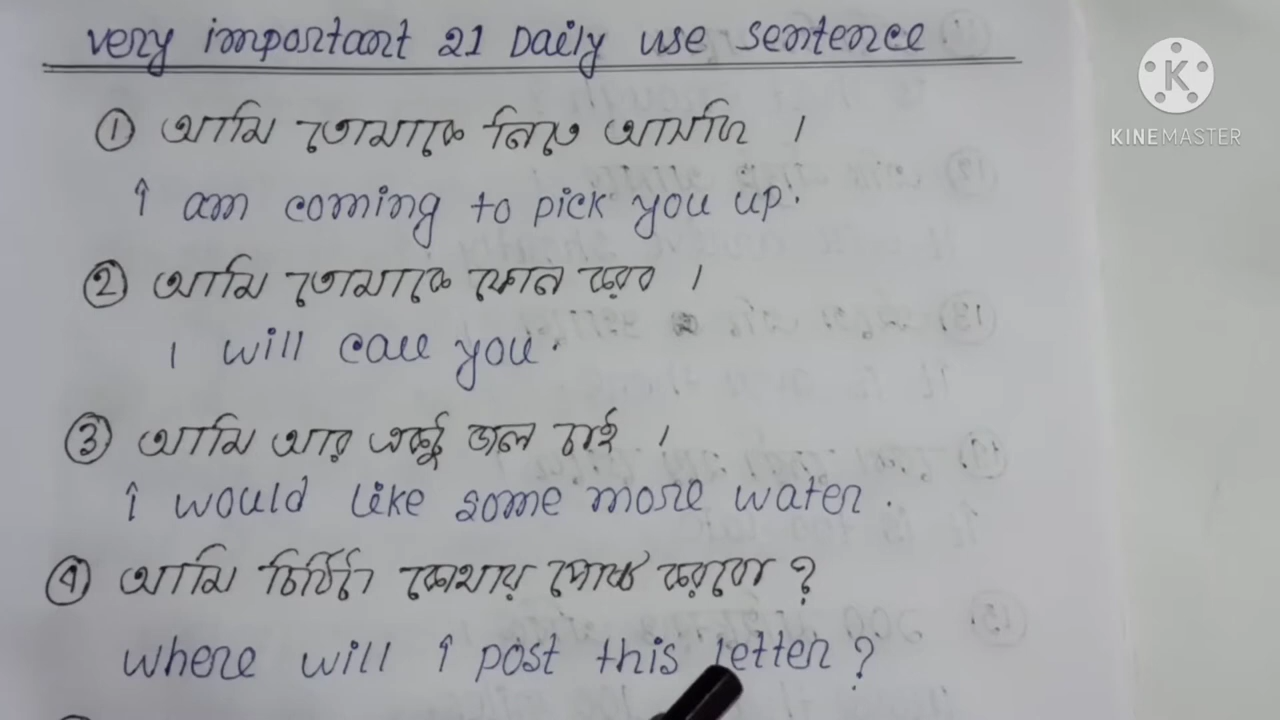 very important 21 Daily use sentence
① আমি তোমাকে নিতে আসছি ।
I am coming to pick you up.
② আমি তোমাকে ফোন করব ।
I will call you.
③ আমি আর একটু জল চাই ।
I would like some more water.
④ আমি চিঠিটা কোথায় পোষ্ট করবো ?
where will I post this letter ?
K
KINEMASTER